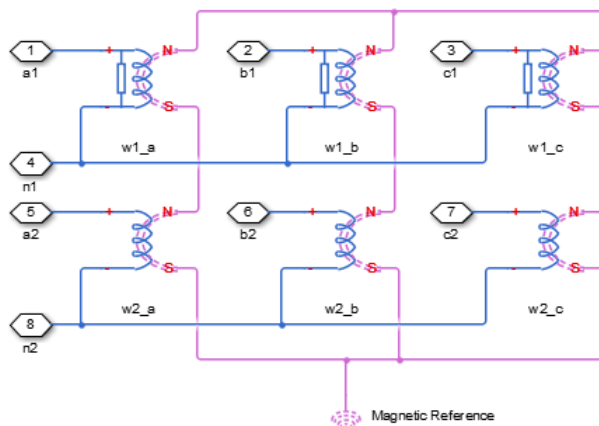 1 + N 2 + N 3 + N
a1 b1 c1
- S - S - S
4 w1_a w1_b w1_c
n1
5 + N 6 + N 7 + N
a2 b2 c2
- S - S - S
8 w2_a w2_b w2_c
n2
Magnetic Reference